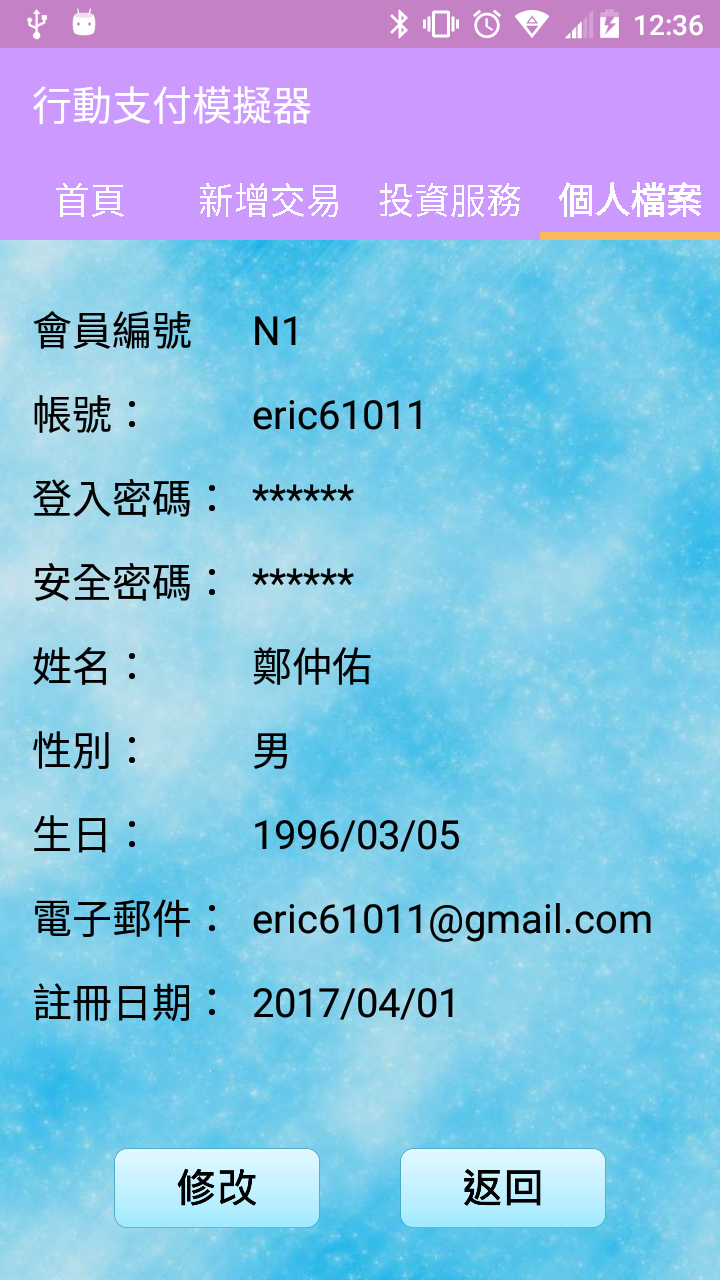 12:36
行動支付模擬器
首頁 新增交易 投資服務 個人檔案
會員編號 N1
帳號： eric61011
登入密碼： ******
安全密碼： ******
姓名： 鄭仲佑
性別： 男
生日： 1996/03/05
電子郵件： eric61011@gmail.com
註冊日期： 2017/04/01
修改 返回